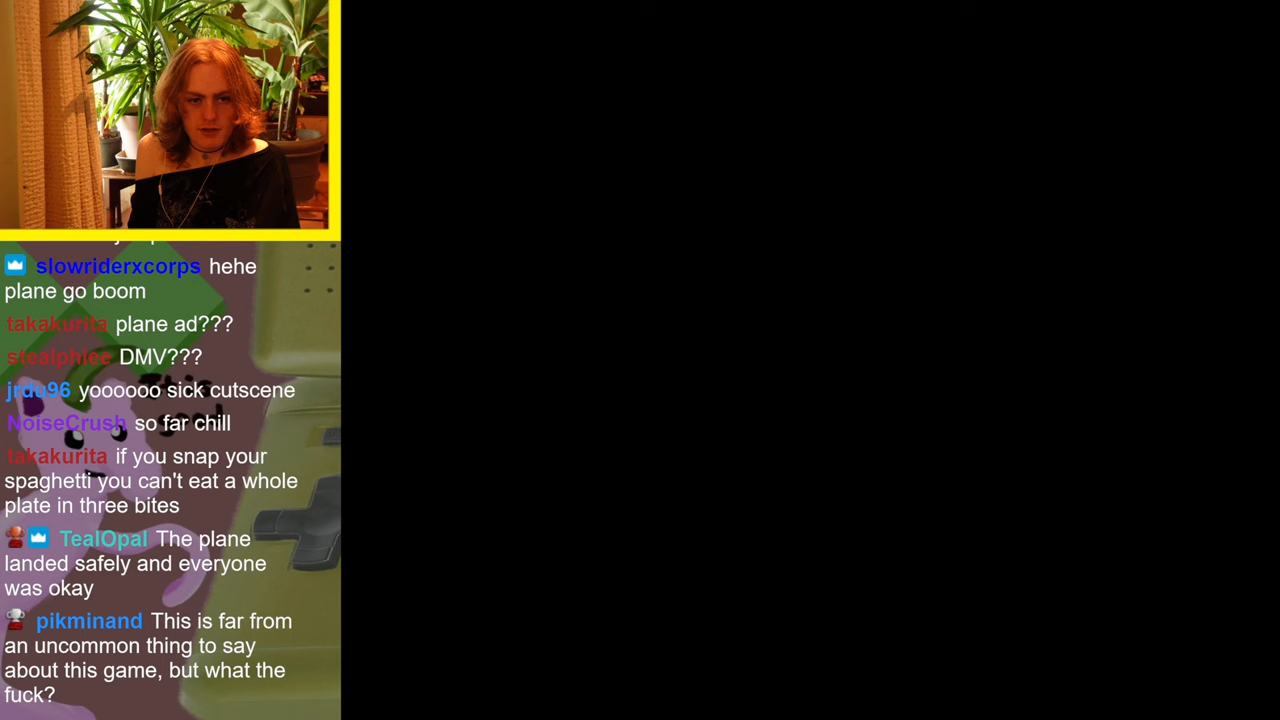 slowriderxcorps hehe
plane go boom
takakurita plane ad???
stealphiee DMV???
jrdu96 yoooooo sick cutscene
NoiseCrush so far chill
takakurita if you snap your
spaghetti you can't eat a whole
plate in three bites
TealOpal The plane
landed safely and everyone
was okay
pikminand This is far from
an uncommon thing to say
about this game, but what the
fuck?